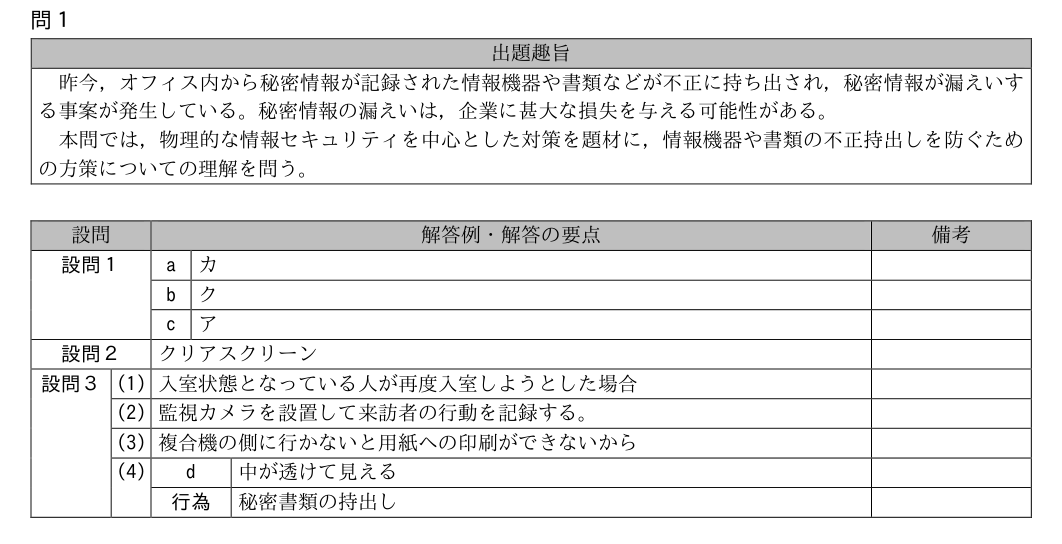 問１
出題趣旨
昨今，オフィス内から秘密情報が記録された情報機器や書類などが不正に持ち出され，秘密情報が漏えいす
る事案が発生している。秘密情報の漏えいは，企業に甚大な損失を与える可能性がある。
本問では，物理的な情報セキュリティを中心とした対策を題材に，情報機器や書類の不正持出しを防ぐため
の方策についての理解を問う。
設問 解答例・解答の要点 備考
設問１ a カ
b ク
c ア
設問２ クリアスクリーン
設問３ (1) 入室状態となっている人が再度入室しようとした場合
(2) 監視カメラを設置して来訪者の行動を記録する。
(3) 複合機の側に行かないと用紙への印刷ができないから
(4) d 中が透けて見える
行為 秘密書類の持出し